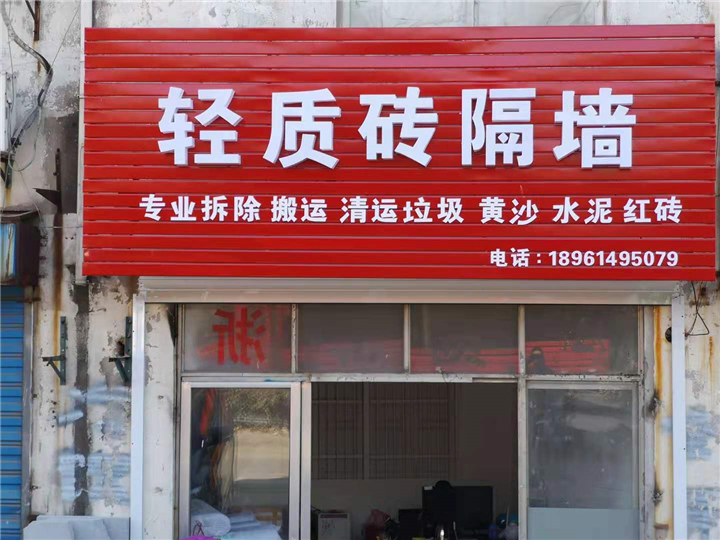 轻质砖隔墙
专业拆除 搬运 清运垃圾 黄沙 水泥 红砖
电话：18961495079
浙